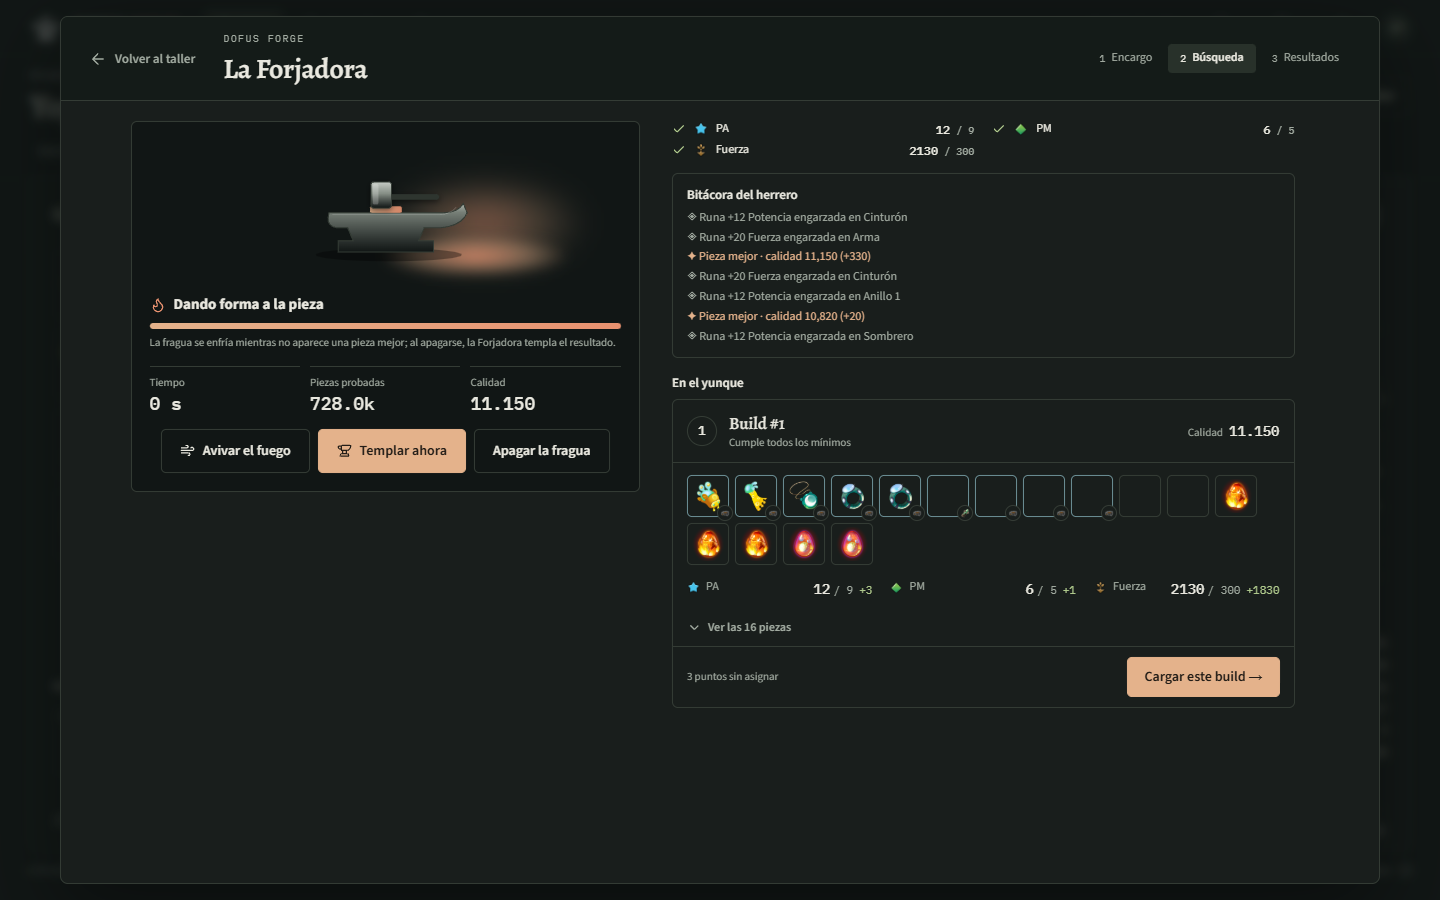 Volver al taller
DOFUS FORGE
La Forjadora
1 Encargo
2 Búsqueda
3 Resultados
Dando forma a la pieza
La fragua se enfría mientras no aparece una pieza mejor; al apagarse, la Forjadora templa el resultado.
Tiempo
0 s
Piezas probadas
728.0k
Calidad
11.150
Avivar el fuego
Templar ahora
Apagar la fragua
PA 12 / 9
PM 6 / 5
Fuerza 2130 / 300
Bitácora del herrero
Runa +12 Potencia engarzada en Cinturón
Runa +20 Fuerza engarzada en Arma
Pieza mejor · calidad 11,150 (+330)
Runa +20 Fuerza engarzada en Cinturón
Runa +12 Potencia engarzada en Anillo 1
Pieza mejor · calidad 10,820 (+20)
Runa +12 Potencia engarzada en Sombrero
En el yunque
1
Build #1
Cumple todos los mínimos
Calidad 11.150
PA 12 / 9 +3
PM 6 / 5 +1
Fuerza 2130 / 300 +1830
Ver las 16 piezas
3 puntos sin asignar
Cargar este build →